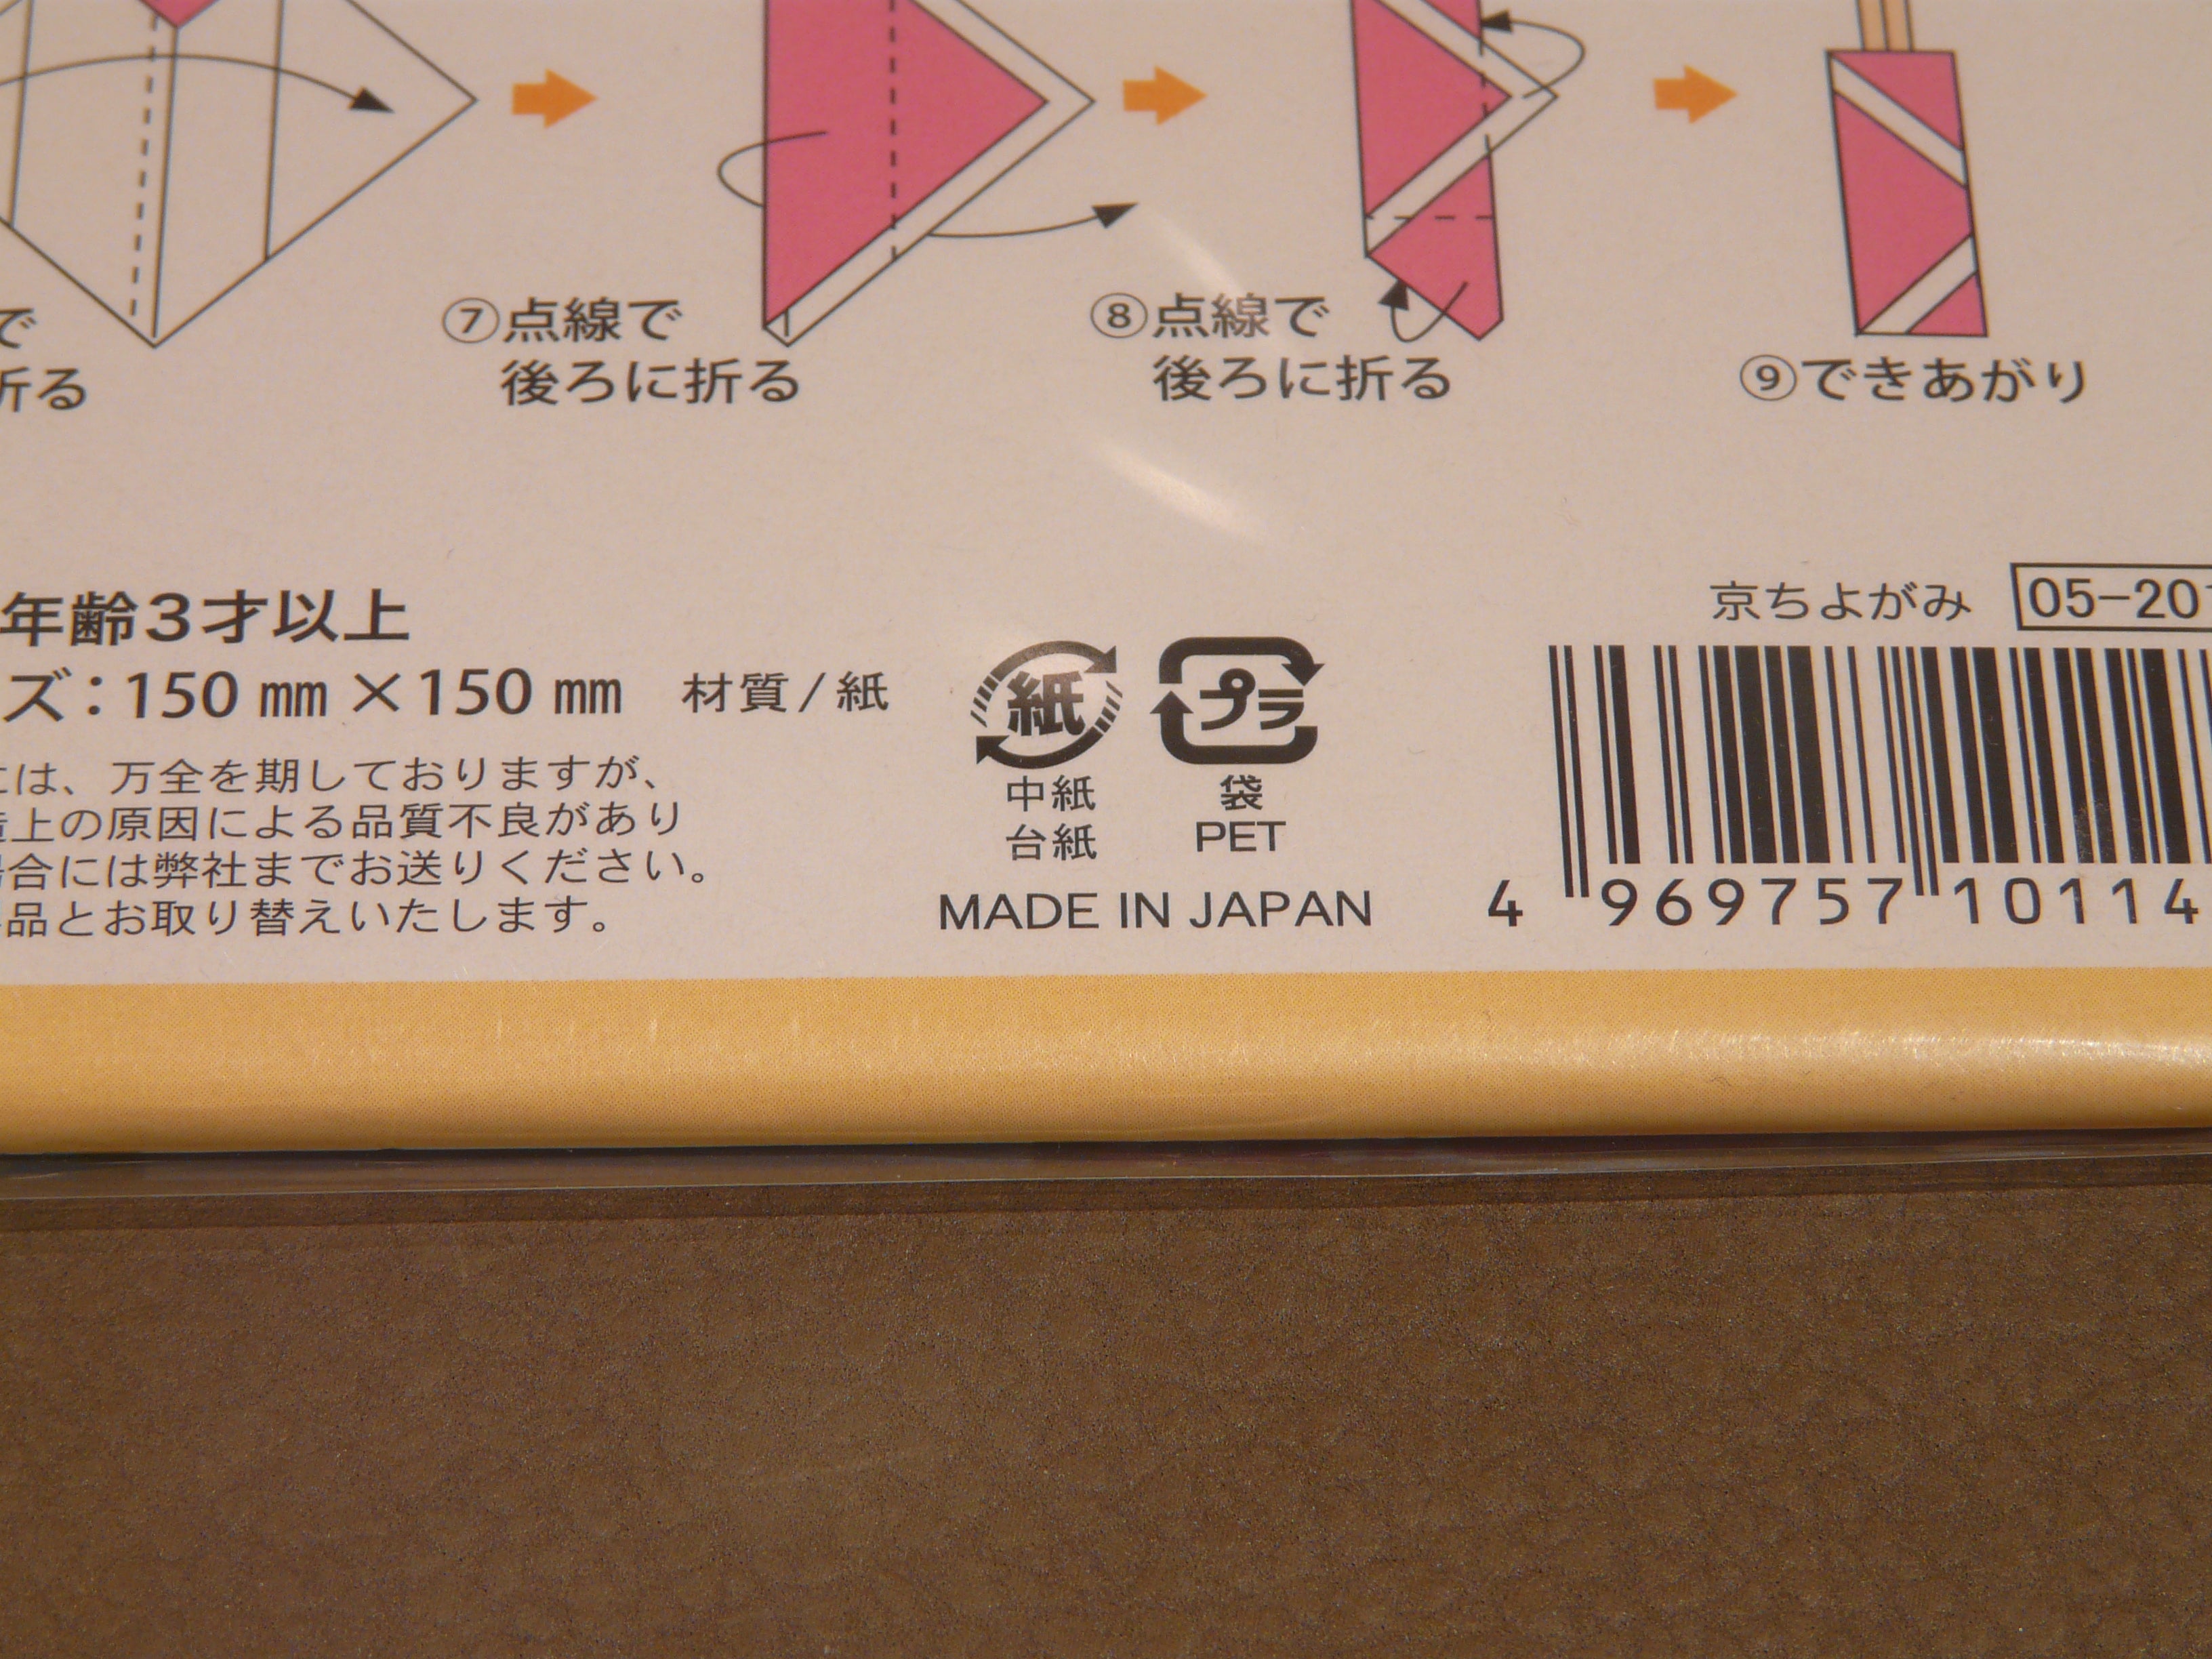 で
折る
⑦点線で
後ろに折る
⑧点線で
後ろに折る
⑨できあがり
年齢3才以上
ズ：150㎜×150㎜ 材質/紙
には、万全を期しておりますが、
造上の原因による品質不良があり
場合には弊社までお送りください。
品とお取り替えいたします。
紙
中紙
台紙
プラ
袋
PET
MADE IN JAPAN
京ちよがみ 05-20
4 969757 10114